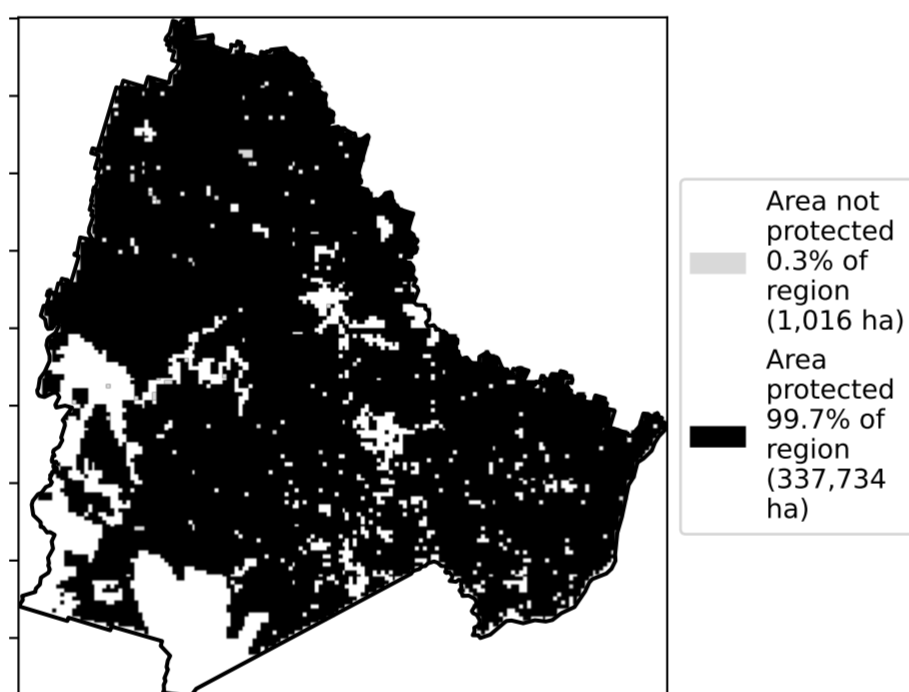 Area not
protected
0.3% of
region
(1,016 ha)
Area
protected
99.7% of
region
(337,734
ha)